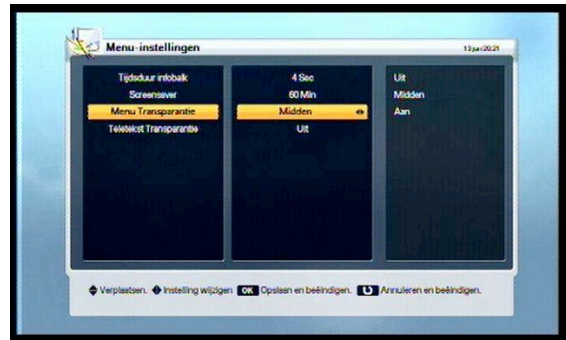 Menu-instellingen
13 jun 20:21
Tijdsduur infobalk 4 Sec Uit
Screensaver 60 Min Midden
Menu Transparantie Midden Aan
Teletekst Transparantie Uit
Verplaatsen. Instelling wijzigen OK Opslaan en beëindigen. Annuleren en beëindigen.